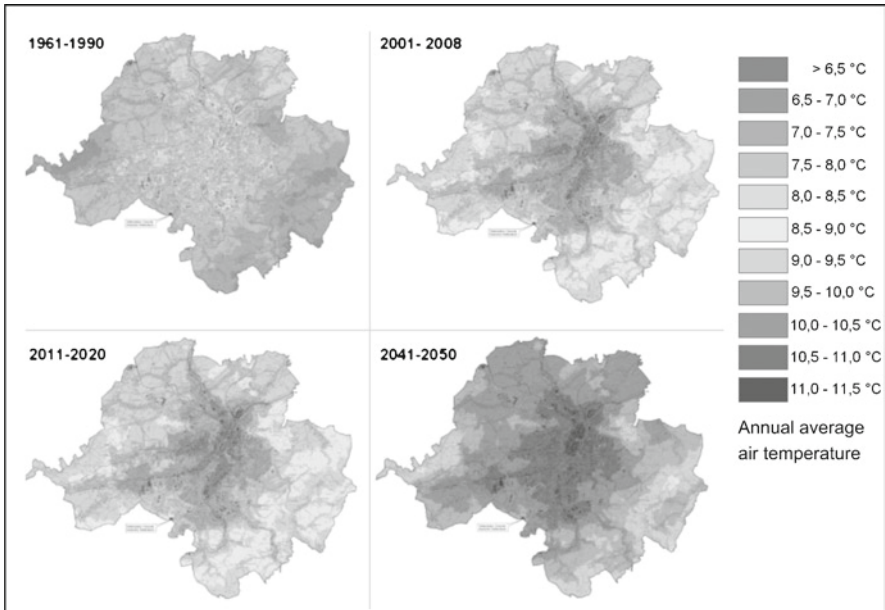 1961-1990
2001- 2008
2011-2020
2041-2050
> 6,5 °C
6,5 - 7,0 °C
7,0 - 7,5 °C
7,5 - 8,0 °C
8,0 - 8,5 °C
8,5 - 9,0 °C
9,0 - 9,5 °C
9,5 - 10,0 °C
10,0 - 10,5 °C
10,5 - 11,0 °C
11,0 - 11,5 °C
Annual average
air temperature